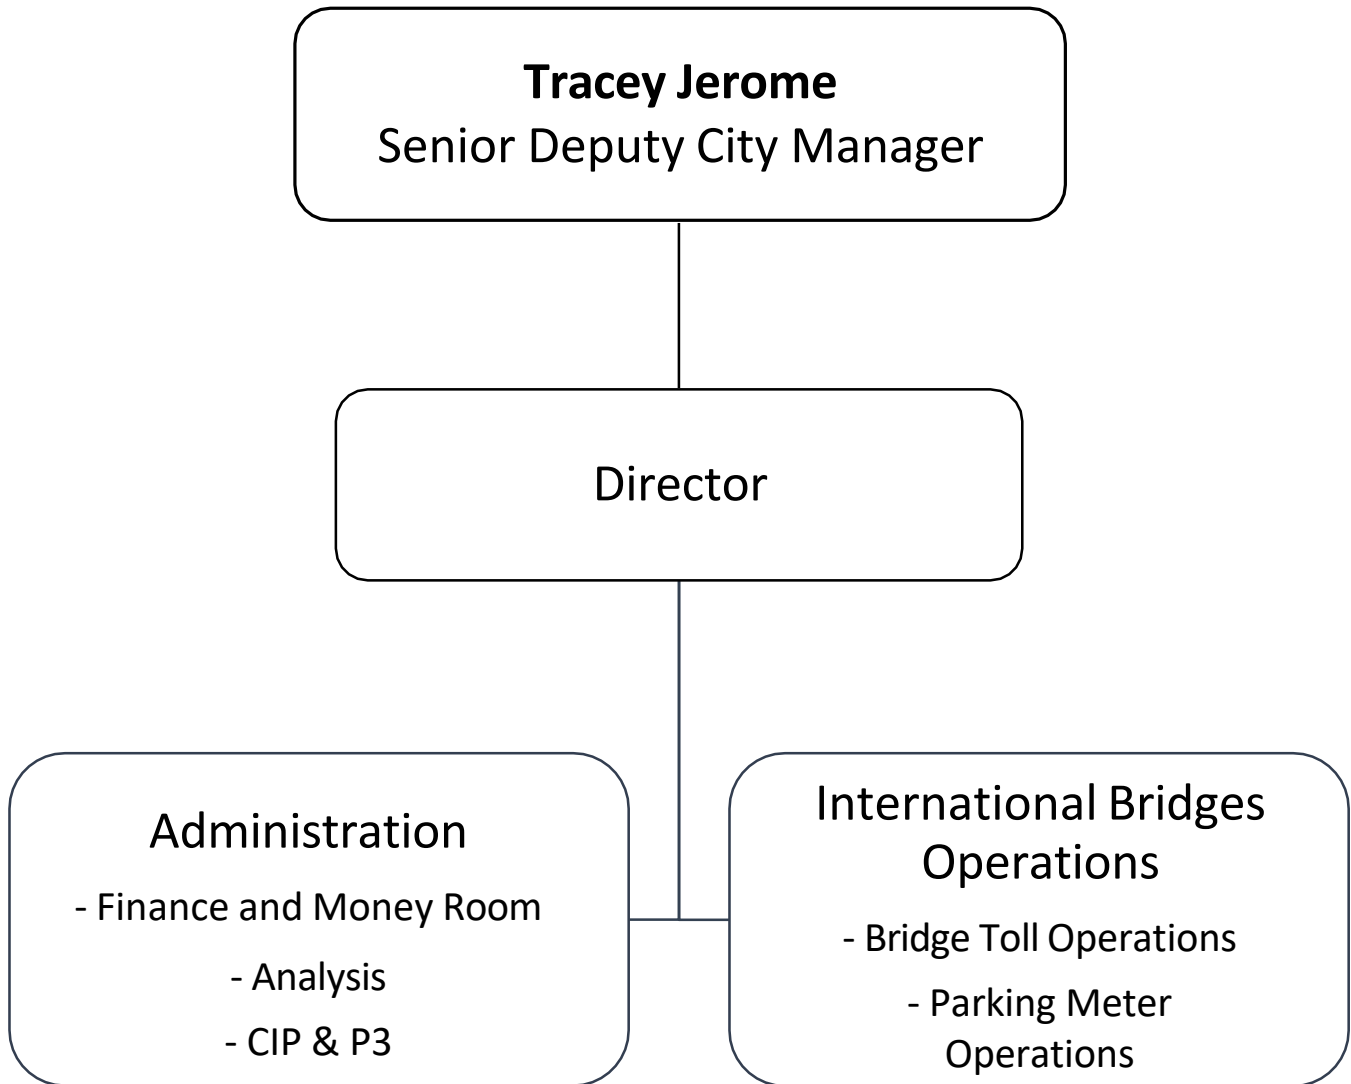 Tracey Jerome
Senior Deputy City Manager
Director
Administration
- Finance and Money Room
- Analysis
- CIP & P3
International Bridges
Operations
- Bridge Toll Operations
- Parking Meter
Operations